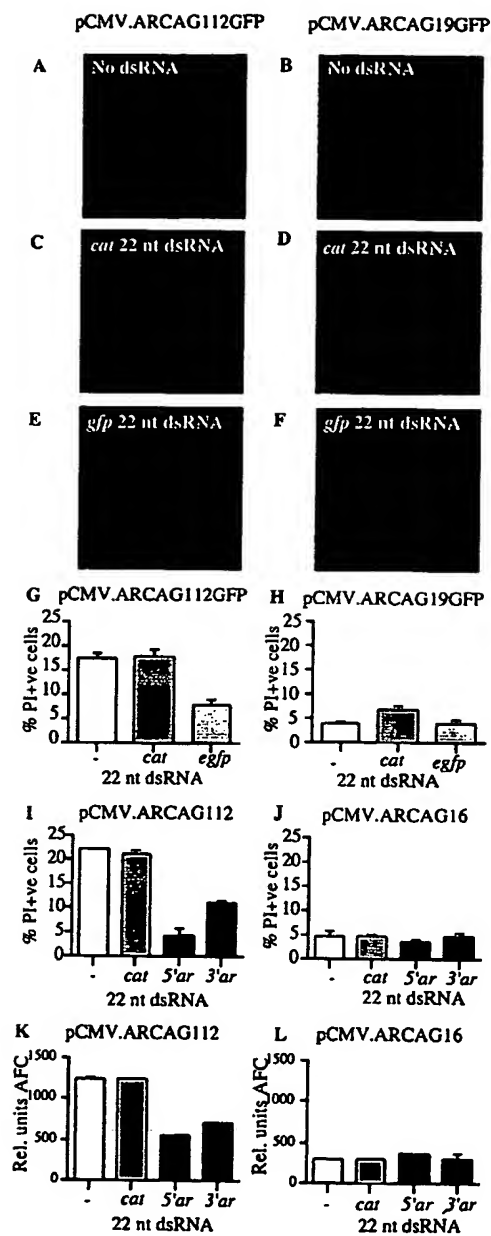 pCMV.ARCAG112GFP pCMV.ARCAG19GFP
A No dsRNA B No dsRNA
C cat 22 nt dsRNA D cat 22 nt dsRNA
E gfp 22 nt dsRNA F gfp 22 nt dsRNA
G pCMV.ARCAG112GFP H pCMV.ARCAG19GFP
% PI+ve cells
25
20
15
10
5
0
- cat egfp
22 nt dsRNA
% PI+ve cells
25
20
15
10
5
0
- cat egfp
22 nt dsRNA
I pCMV.ARCAG112 J pCMV.ARCAG16
% PI+ve cells
25
20
15
10
5
0
- cat 5'ar 3'ar
22 nt dsRNA
% PI+ve cells
25
20
15
10
5
0
- cat 5'ar 3'ar
22 nt dsRNA
K pCMV.ARCAG112 L pCMV.ARCAG16
Rel. units AFC
1500
1000
500
0
- cat 5'ar 3'ar
22 nt dsRNA
Rel. units AFC
1500
1000
500
0
- cat 5'ar 3'ar
22 nt dsRNA